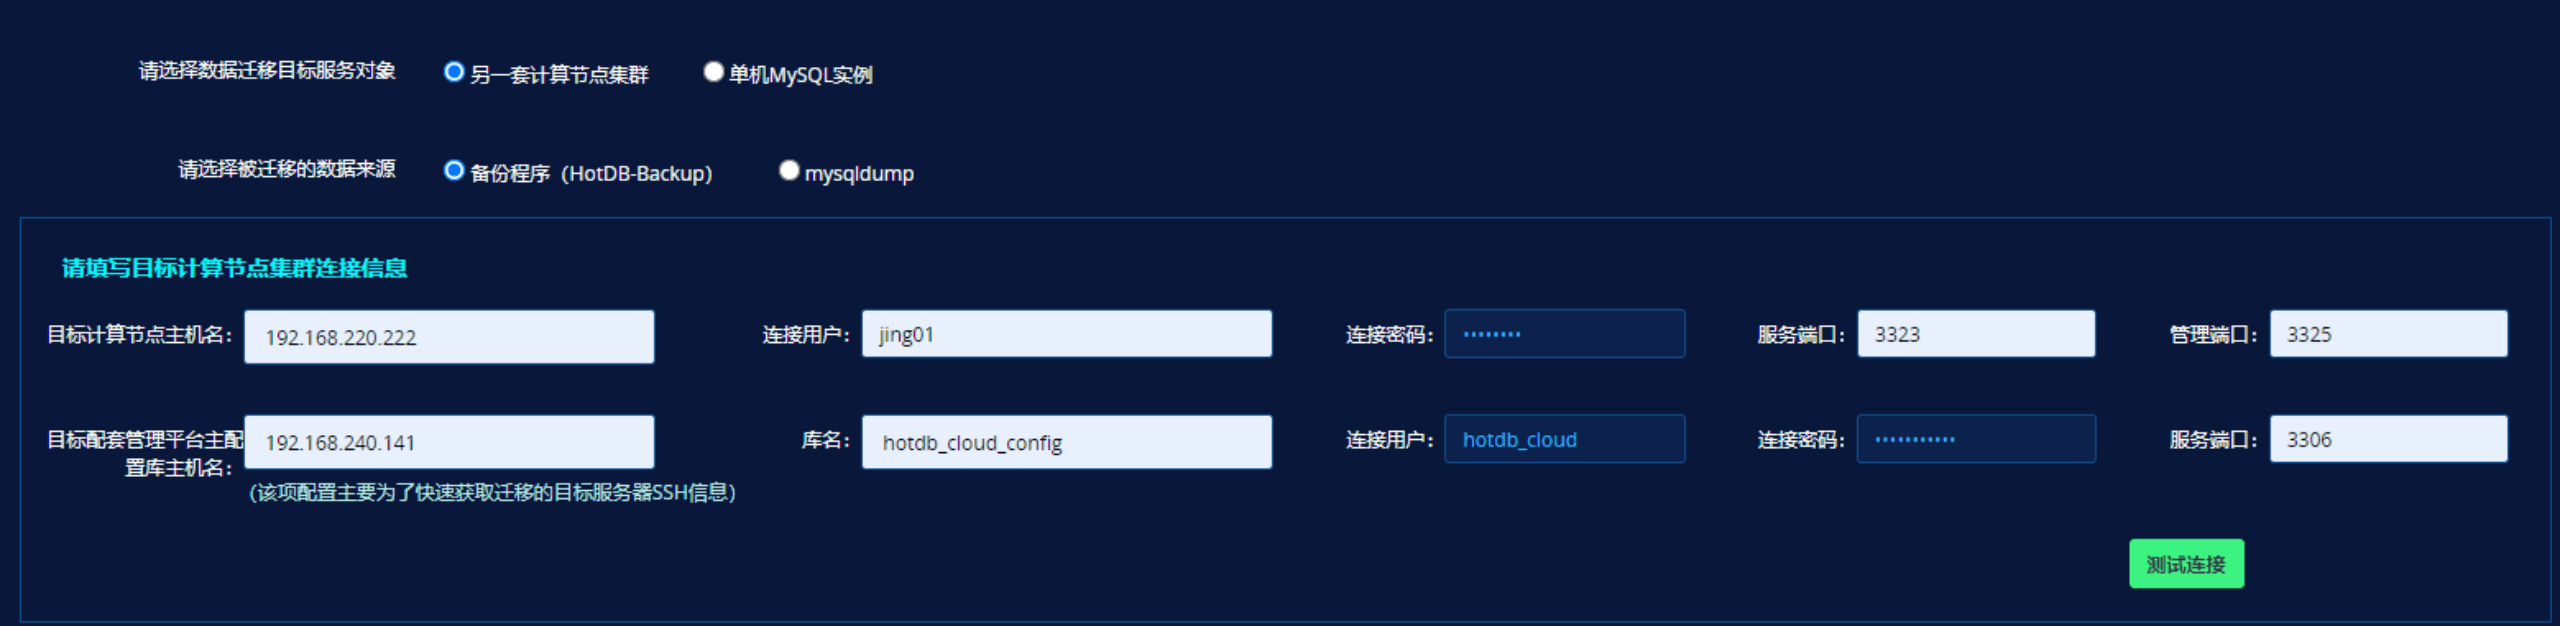 请选择数据迁移目标服务对象 另一套计算节点集群 单机MySQL实例
请选择被迁移的数据来源 备份程序（HotDB-Backup） mysqldump
请填写目标计算节点集群连接信息
目标计算节点主机名： 192.168.220.222 连接用户： jing01 连接密码： •••••••• 服务端口： 3323 管理端口： 3325
目标配套管理平台主配 192.168.240.141 库名： hotdb_cloud_config 连接用户： hotdb_cloud 连接密码： ••••••••••• 服务端口： 3306
置库主机名：
（该项配置主要为了快速获取迁移的目标服务器SSH信息）
测试连接